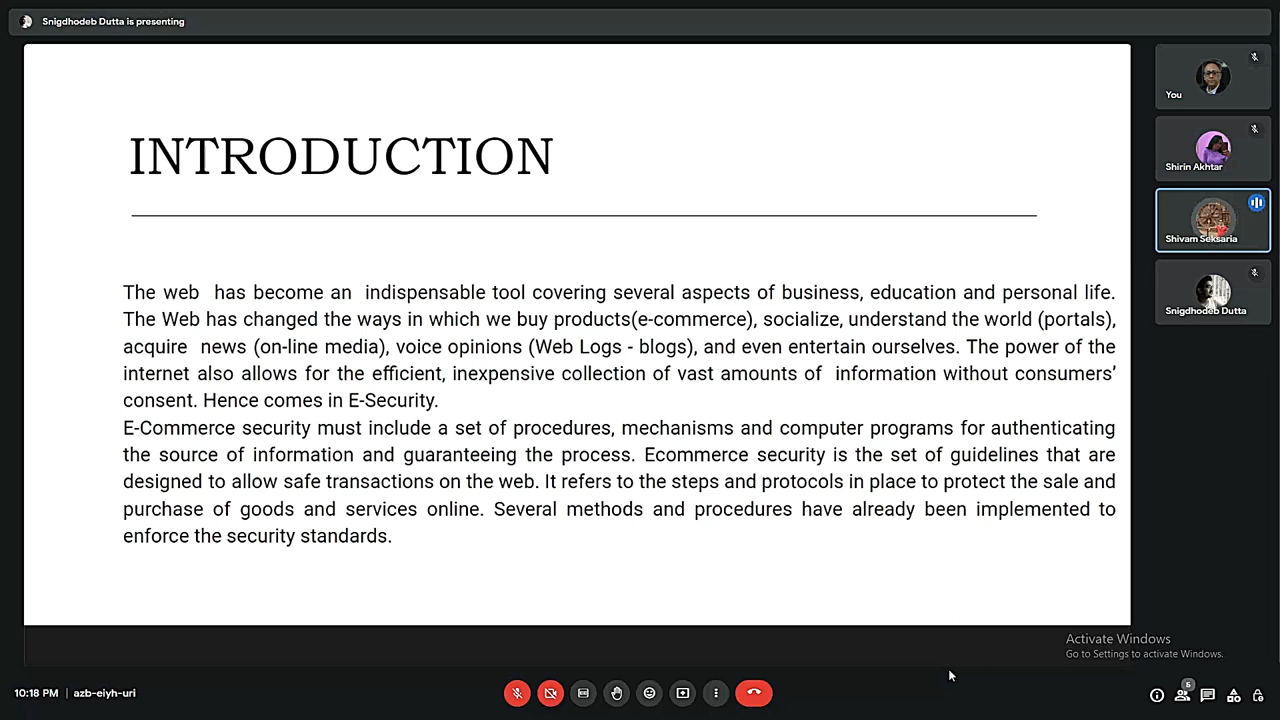 Snigdhodeb Dutta is presenting
INTRODUCTION
The web has become an indispensable tool covering several aspects of business, education and personal life.
The Web has changed the ways in which we buy products(e-commerce), socialize, understand the world (portals),
acquire news (on-line media), voice opinions (Web Logs - blogs), and even entertain ourselves. The power of the
internet also allows for the efficient, inexpensive collection of vast amounts of information without consumers’
consent. Hence comes in E-Security.
E-Commerce security must include a set of procedures, mechanisms and computer programs for authenticating
the source of information and guaranteeing the process. Ecommerce security is the set of guidelines that are
designed to allow safe transactions on the web. It refers to the steps and protocols in place to protect the sale and
purchase of goods and services online. Several methods and procedures have already been implemented to
enforce the security standards.
You
Shirin Akhtar
Shivam Seksaria
Snigdhodeb Dutta
Activate Windows
Go to Settings to activate Windows.
10:18 PM | azb-eiyh-uri